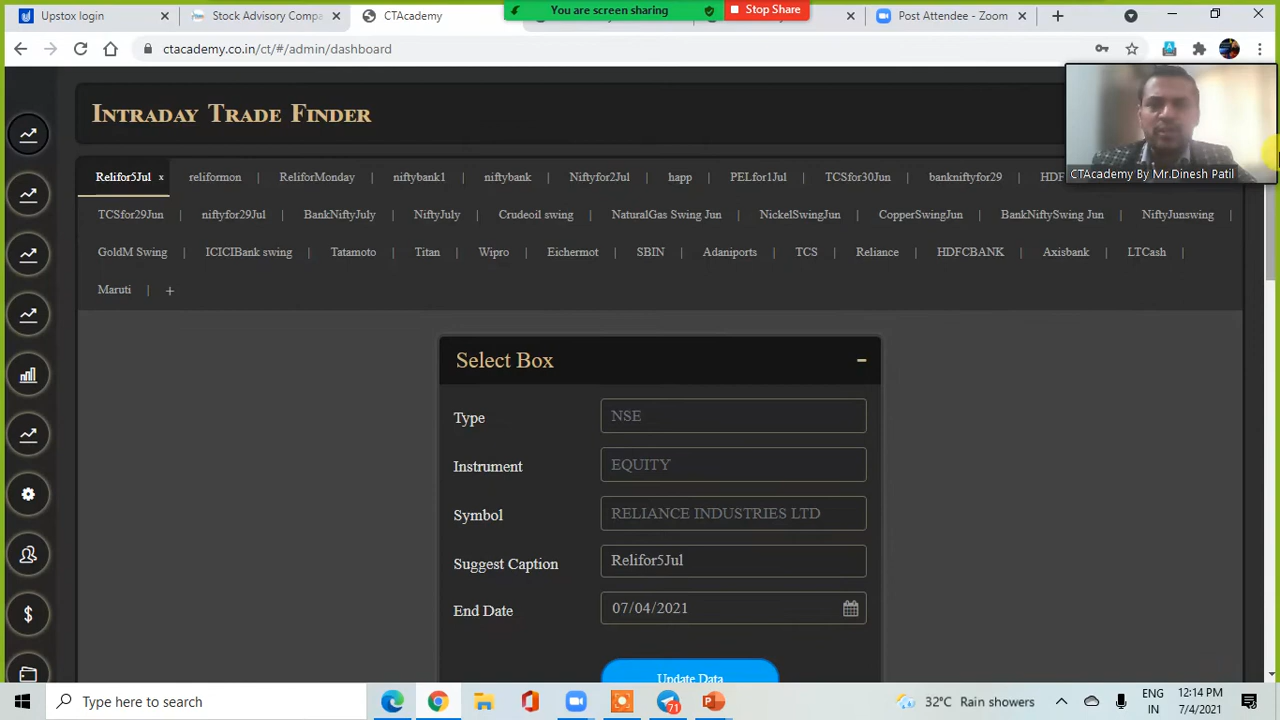 Upstox login
Stock Advisory Compa
CTAcademy
You are screen sharing
Stop Share
Post Attendee - Zoom
ctacademy.co.in/ct/#/admin/dashboard
Intraday Trade Finder
CTAcademy By Mr.Dinesh Patil
Relifor5Jul x reliformon | ReliforMonday | niftybank1 | niftybank | Niftyfor2Jul | happ | PELfor1Jul | TCSfor30Jun | bankniftyfor29 | HDF
TCSfor29Jun | niftyfor29Jul | BankNiftyJuly | NiftyJuly | Crudeoil swing | NaturalGas Swing Jun | NickelSwingJun | CopperSwingJun | BankNiftySwing Jun | NiftyJunswing |
GoldM Swing | ICICIBank swing | Tatamoto | Titan | Wipro | Eichermot | SBIN | Adaniports | TCS | Reliance | HDFCBANK | Axisbank | LTCash |
Maruti | +
Select Box
Type NSE
Instrument EQUITY
Symbol RELIANCE INDUSTRIES LTD
Suggest Caption Relifor5Jul
End Date 07/04/2021
Update Data
Type here to search
71
32°C Rain showers
ENG
IN
12:14 PM
7/4/2021